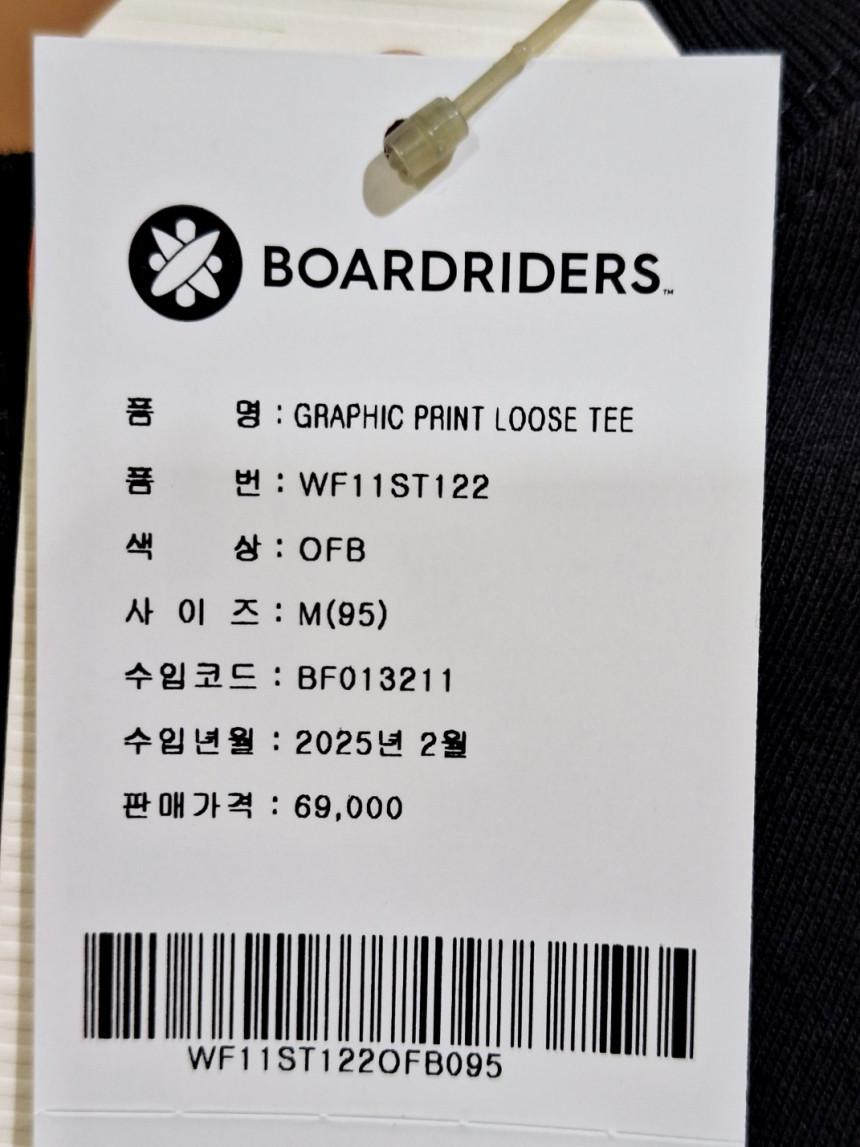 BOARDRIDERS™
품 명 : GRAPHIC PRINT LOOSE TEE
품 번 : WF11ST122
색 상 : OFB
사 이 즈 : M(95)
수입코드 : BF013211
수입년월 : 2025년 2월
판매가격 : 69,000
WF11ST122OFB095